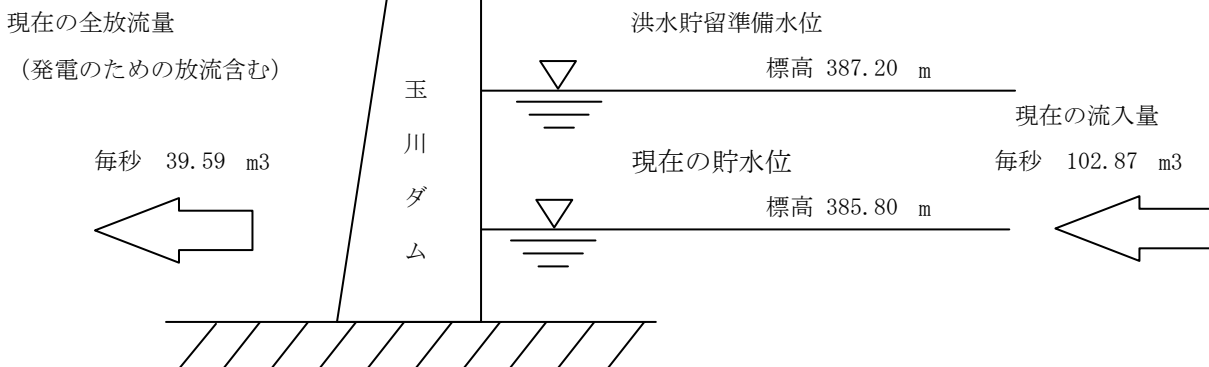 現在の全放流量
（発電のための放流含む）
毎秒 39.59 m3
玉川ダム
洪水貯留準備水位
標高 387.20 m
現在の貯水位
標高 385.80 m
現在の流入量
毎秒 102.87 m3